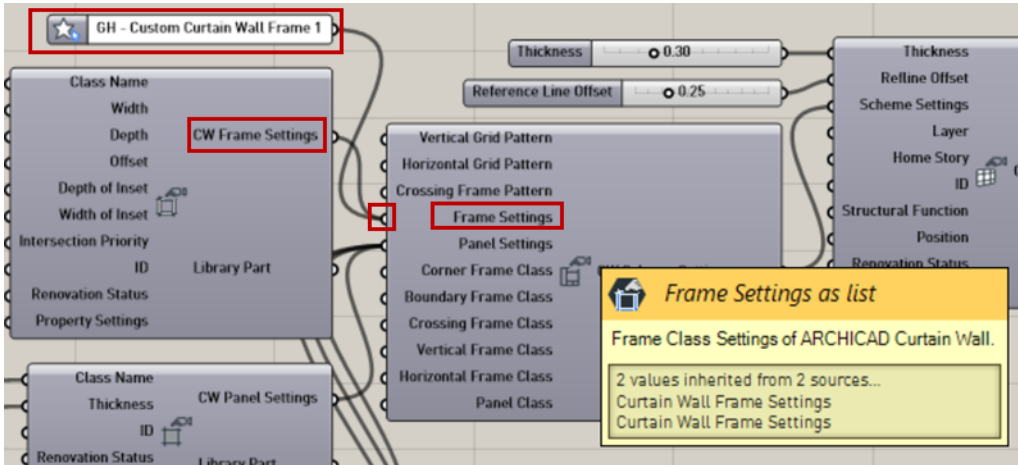 GH - Custom Curtain Wall Frame 1
Class Name
Width
Depth
Offset
Depth of Inset
Width of Inset
Intersection Priority
ID
Renovation Status
Property Settings
CW Frame Settings
Library Part
Class Name
Thickness
ID
Renovation Status
CW Panel Settings
Library Part
Thickness 0.30
Reference Line Offset 0.25
Vertical Grid Pattern
Horizontal Grid Pattern
Crossing Frame Pattern
Frame Settings
Panel Settings
Corner Frame Class
Boundary Frame Class
Crossing Frame Class
Vertical Frame Class
Horizontal Frame Class
Panel Class
Thickness
Refline Offset
Scheme Settings
Layer
Home Story
ID
Structural Function
Position
Renovation Status
Frame Settings as list
Frame Class Settings of ARCHICAD Curtain Wall.
2 values inherited from 2 sources...
Curtain Wall Frame Settings
Curtain Wall Frame Settings